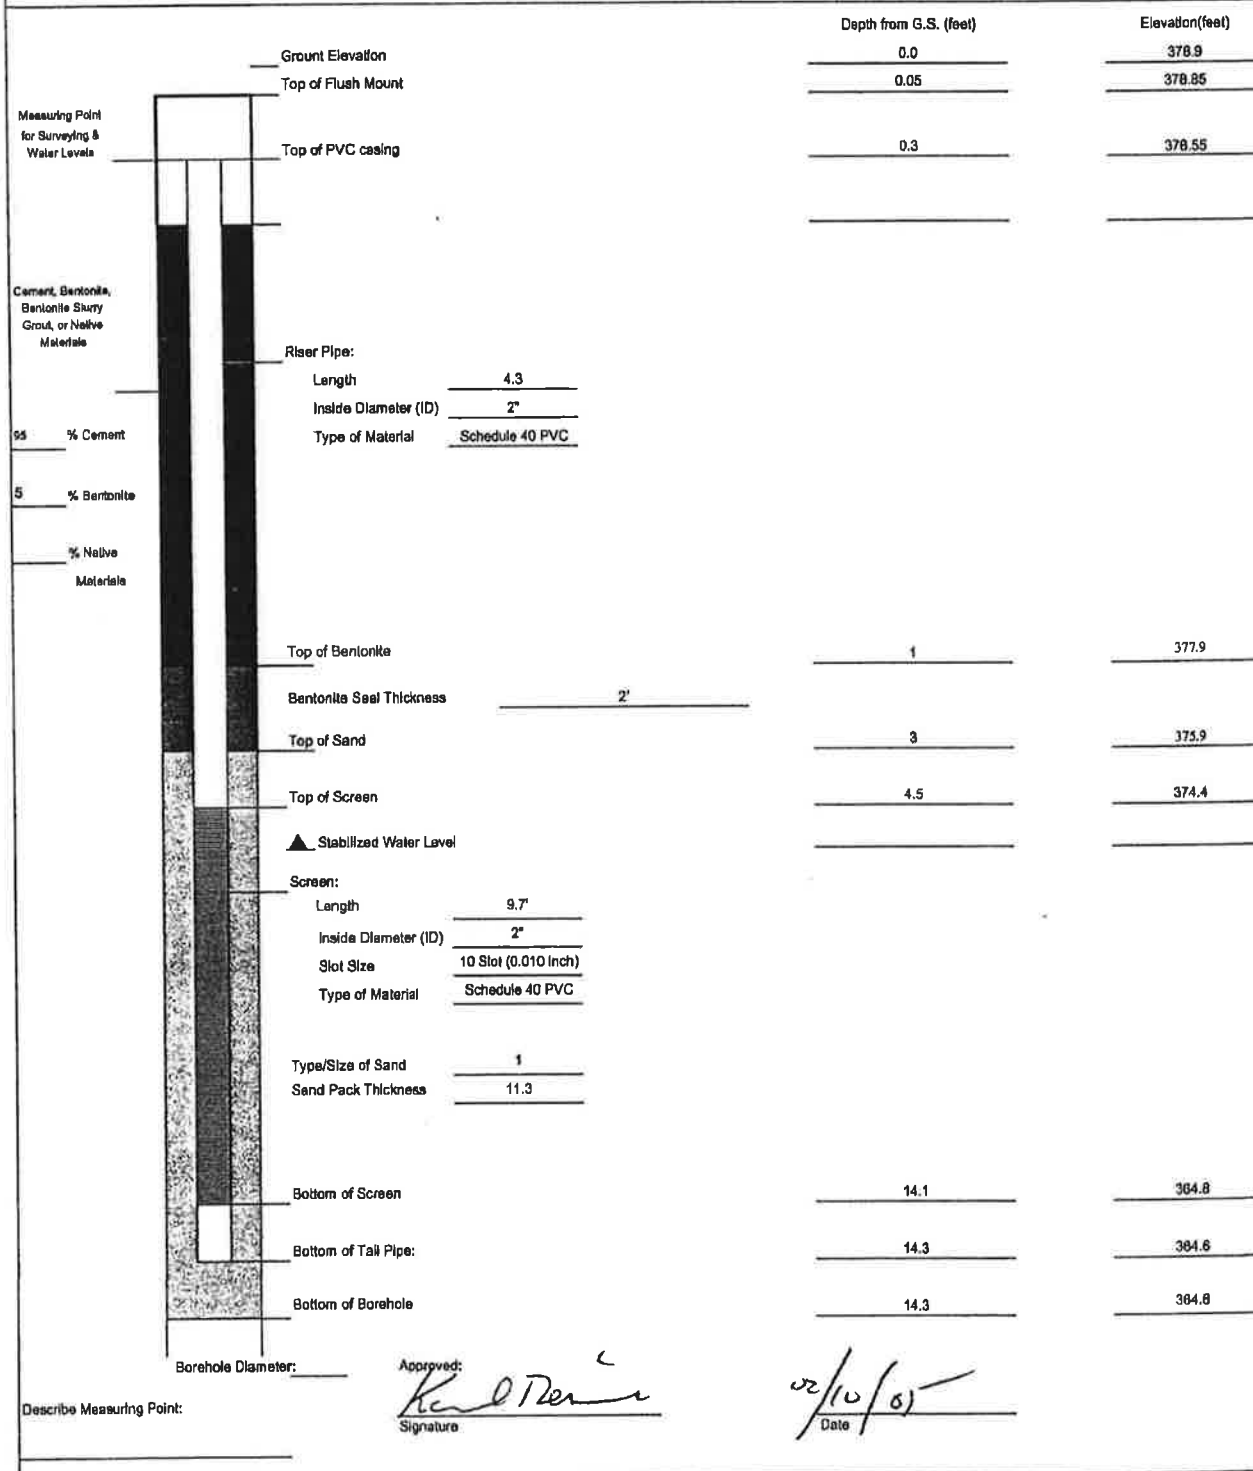 Depth from G.S. (feet) Elevation(feet)
Grount Elevation 0.0 378.9
Top of Flush Mount 0.05 378.85
Measuring Point
for Surveying &
Water Levels
Top of PVC casing 0.3 378.55
Cement, Bentonite,
Bentonite Slurry
Grout, or Native
Materials
Riser Pipe:
Length 4.3
Inside Diameter (ID) 2"
Type of Material Schedule 40 PVC
95 % Cement
5 % Bentonite
% Native
Materials
Top of Bentonite 1 377.9
Bentonite Seal Thickness 2'
Top of Sand 3 375.9
Top of Screen 4.5 374.4
Stabilized Water Level
Screen:
Length 9.7'
Inside Diameter (ID) 2"
Slot Size 10 Slot (0.010 inch)
Type of Material Schedule 40 PVC
Type/Size of Sand 1
Sand Pack Thickness 11.3
Bottom of Screen 14.1 364.8
Bottom of Tail Pipe: 14.3 364.6
Bottom of Borehole 14.3 364.6
Borehole Diameter:
Approved:
02/10/05
Describe Measuring Point:
Signature
Date